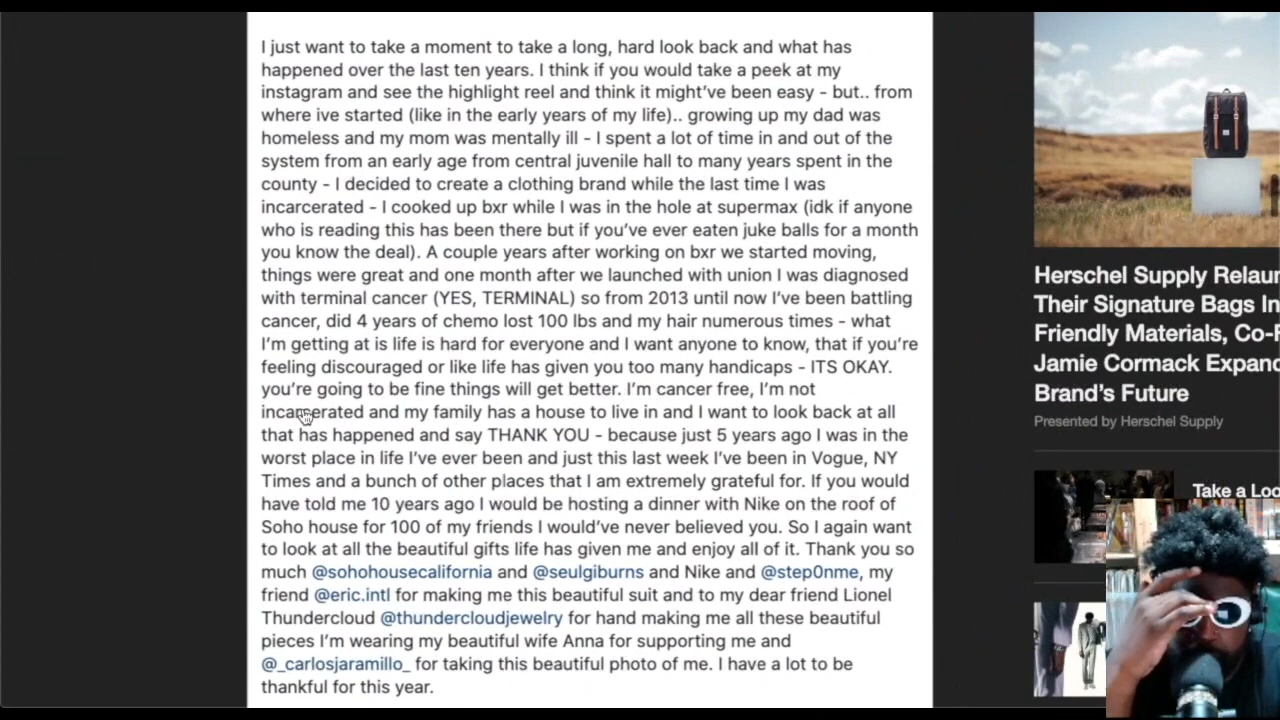 I just want to take a moment to take a long, hard look back and what has
happened over the last ten years. I think if you would take a peek at my
instagram and see the highlight reel and think it might've been easy - but.. from
where ive started (like in the early years of my life).. growing up my dad was
homeless and my mom was mentally ill - I spent a lot of time in and out of the
system from an early age from central juvenile hall to many years spent in the
county - I decided to create a clothing brand while the last time I was
incarcerated - I cooked up bxr while I was in the hole at supermax (idk if anyone
who is reading this has been there but if you've ever eaten juke balls for a month
you know the deal). A couple years after working on bxr we started moving,
things were great and one month after we launched with union I was diagnosed
with terminal cancer (YES, TERMINAL) so from 2013 until now I've been battling
cancer, did 4 years of chemo lost 100 lbs and my hair numerous times - what
I'm getting at is life is hard for everyone and I want anyone to know, that if you're
feeling discouraged or like life has given you too many handicaps - ITS OKAY.
you're going to be fine things will get better. I'm cancer free, I'm not
incarcerated and my family has a house to live in and I want to look back at all
that has happened and say THANK YOU - because just 5 years ago I was in the
worst place in life I've ever been and just this last week I've been in Vogue, NY
Times and a bunch of other places that I am extremely grateful for. If you would
have told me 10 years ago I would be hosting a dinner with Nike on the roof of
Soho house for 100 of my friends I would've never believed you. So I again want
to look at all the beautiful gifts life has given me and enjoy all of it. Thank you so
much @sohohousecalifornia and @seulgiburns and Nike and @step0nme, my
friend @eric.intl for making me this beautiful suit and to my dear friend Lionel
Thundercloud @thundercloudjewelry for hand making me all these beautiful
pieces I'm wearing my beautiful wife Anna for supporting me and
@_carlosjaramillo_ for taking this beautiful photo of me. I have a lot to be
thankful for this year.
Herschel Supply Relaun
Their Signature Bags In
Friendly Materials, Co-F
Jamie Cormack Expand
Brand's Future
Presented by Herschel Supply
Take a Loo